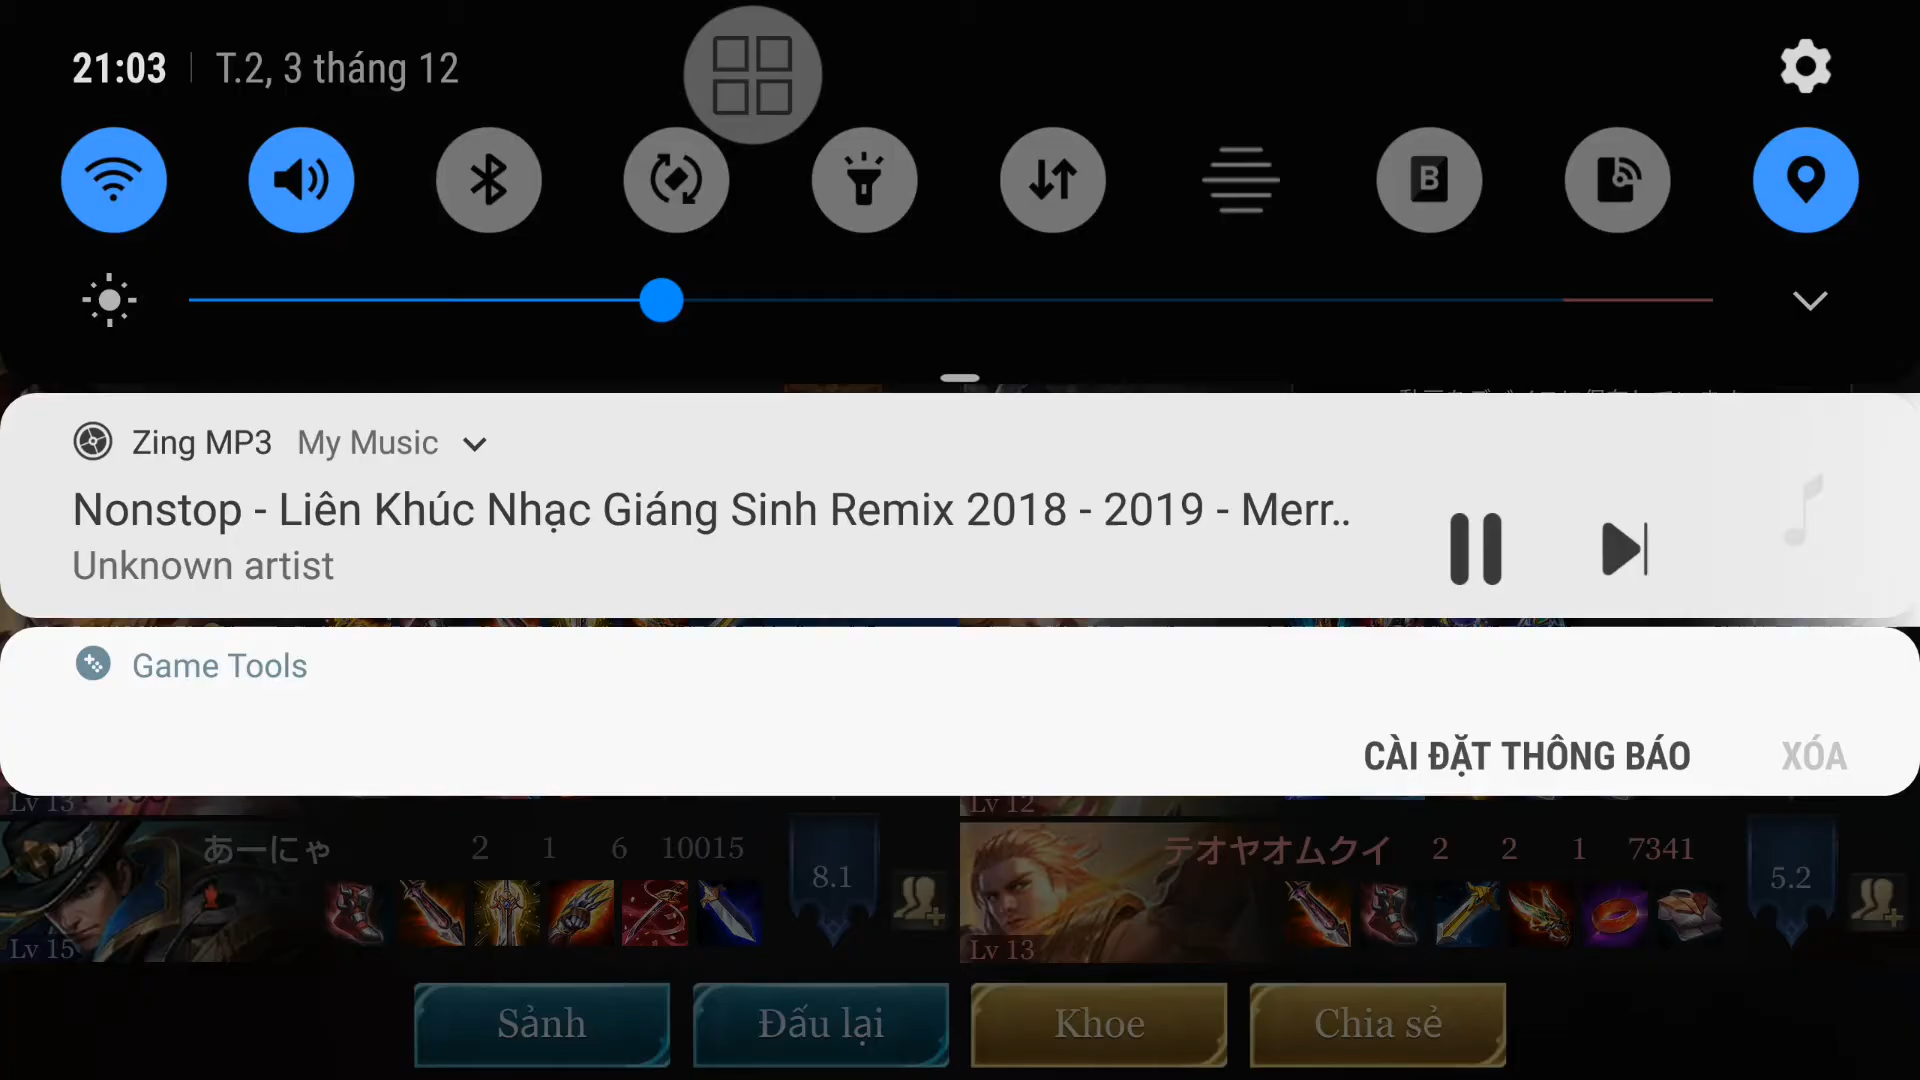 21:03 | T.2, 3 tháng 12
B
Zing MP3 My Music
Nonstop - Liên Khúc Nhạc Giáng Sinh Remix 2018 - 2019 - Merr..
Unknown artist
Game Tools
CÀI ĐẶT THÔNG BÁO XÓA
Lv 13 Lv 12
あーにゃ 2 1 6 10015 8.1
Lv 15
テオヤオムクイ 2 2 1 7341 5.2
Lv 13
Sảnh Đấu lại Khoe Chia sẻ